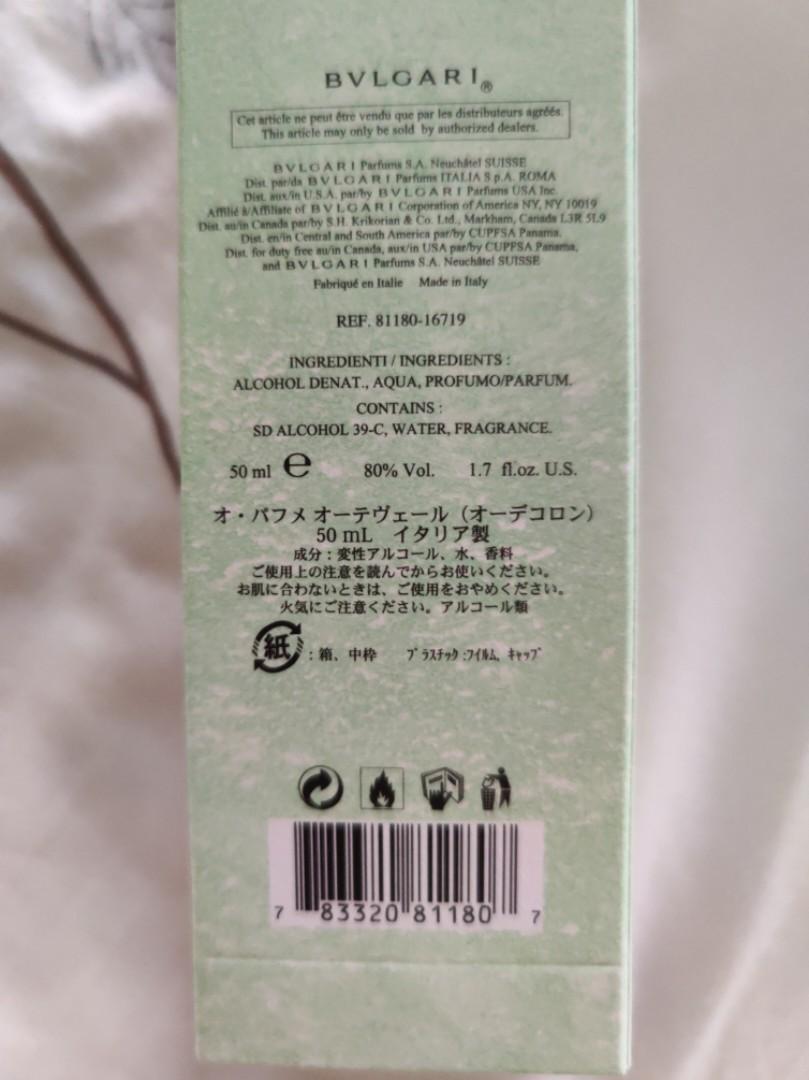 BVLGARI®
Cet article ne peut être vendu que par les distributeurs agréés.
This article may only be sold by authorized dealers.
BVLGARI Parfums S.A. Neuchâtel SUISSE
Dist. par/da BVLGARI Parfums ITALIA S.p.A. ROMA
Dist. aux/in U.S.A. par/by BVLGARI Parfums USA Inc.
Affilié à/Affiliate of BVLGARI Corporation of America NY, NY 10019
Dist. au/in Canada par/by S.H. Krikorian & Co. Ltd., Markham, Canada L3R 5L9
Dist. en/in Central and South America par/by CUPFSA Panama.
Dist. for duty free au/in Canada, aux/in USA par/by CUPFSA Panama,
and BVLGARI Parfums S.A. Neuchâtel SUISSE
Fabriqué en Italie Made in Italy
REF. 81180-16719
INGREDIENTI / INGREDIENTS :
ALCOHOL DENAT., AQUA, PROFUMO/PARFUM.
CONTAINS :
SD ALCOHOL 39-C, WATER, FRAGRANCE.
50 ml e 80% Vol. 1.7 fl.oz. U.S.
オ・パフメ オーテヴェール（オーデコロン）
50 mL イタリア製
成分：変性アルコール、水、香料
ご使用上の注意を読んでからお使いください。
お肌に合わないときは、ご使用をおやめください。
火気にご注意ください。アルコール類
紙：箱、中枠 ﾌﾟﾗｽﾁｯｸ:ﾌｲﾙﾑ、ｷｬｯﾌﾟ
7 83320 81180 7